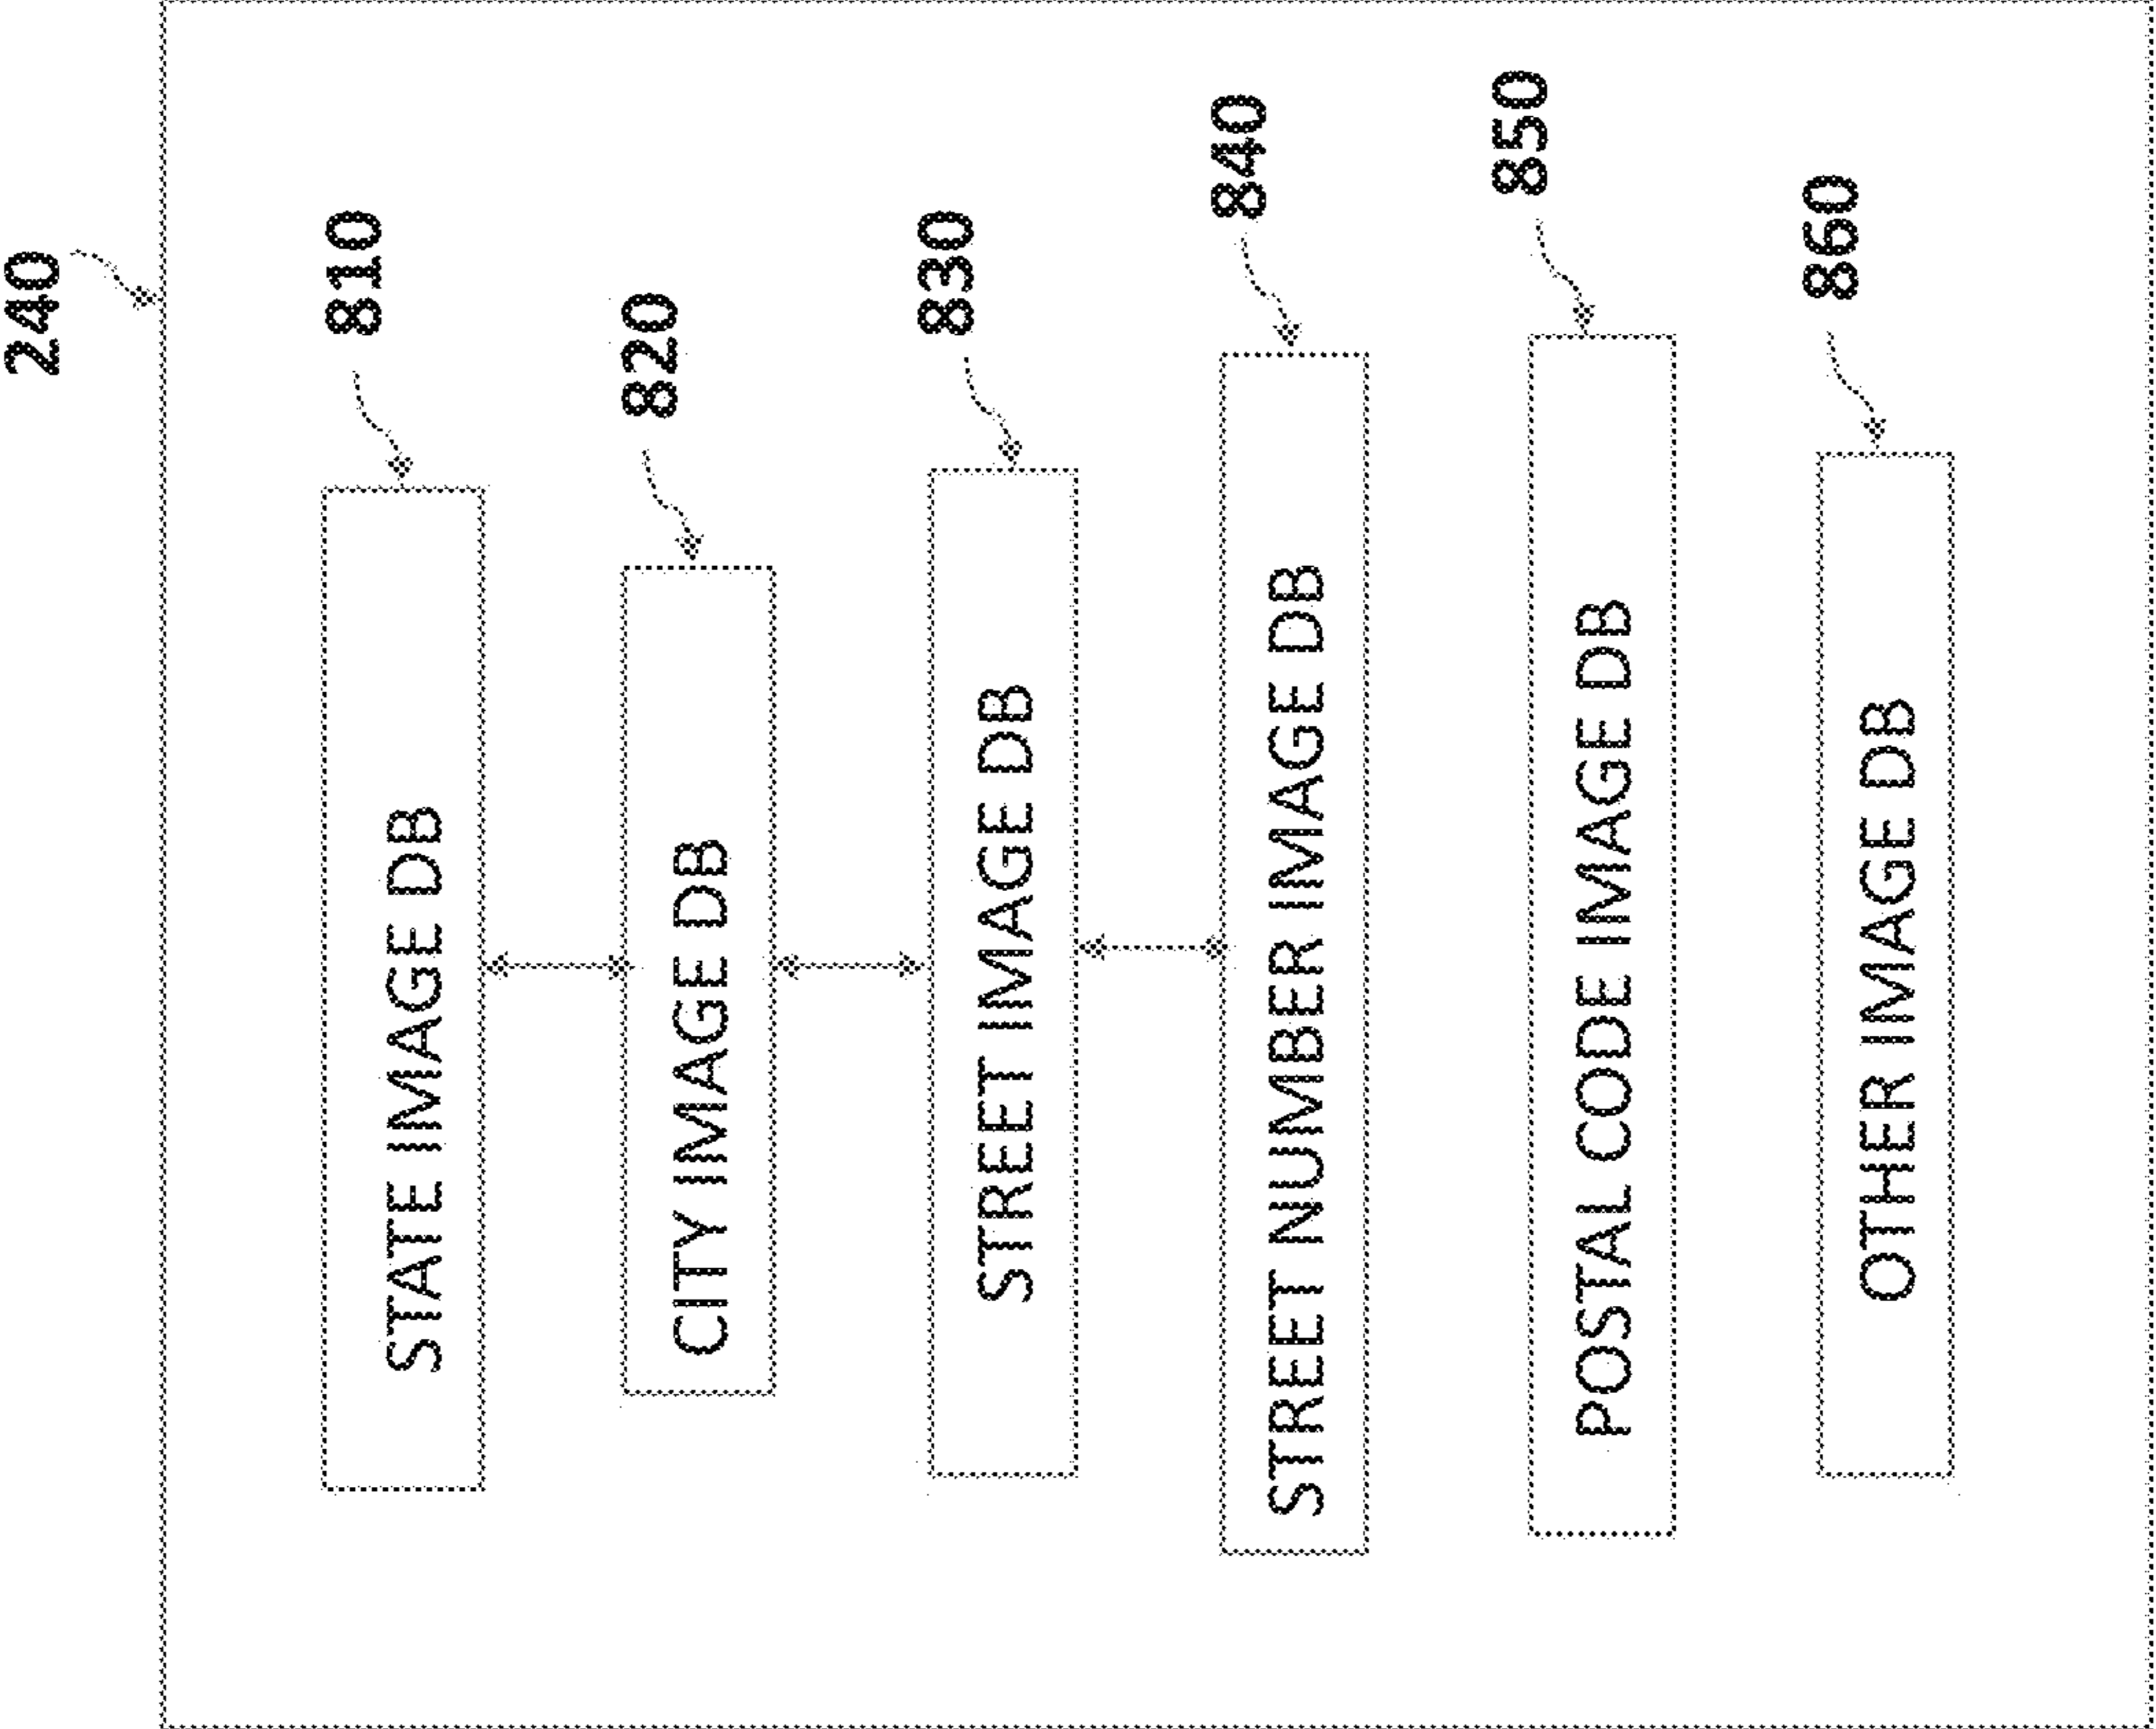 240
810
STATE IMAGE DB
820
CITY IMAGE DB
830
STREET IMAGE DB
840
STREET NUMBER IMAGE DB
850
POSTAL CODE IMAGE DB
860
OTHER IMAGE DB